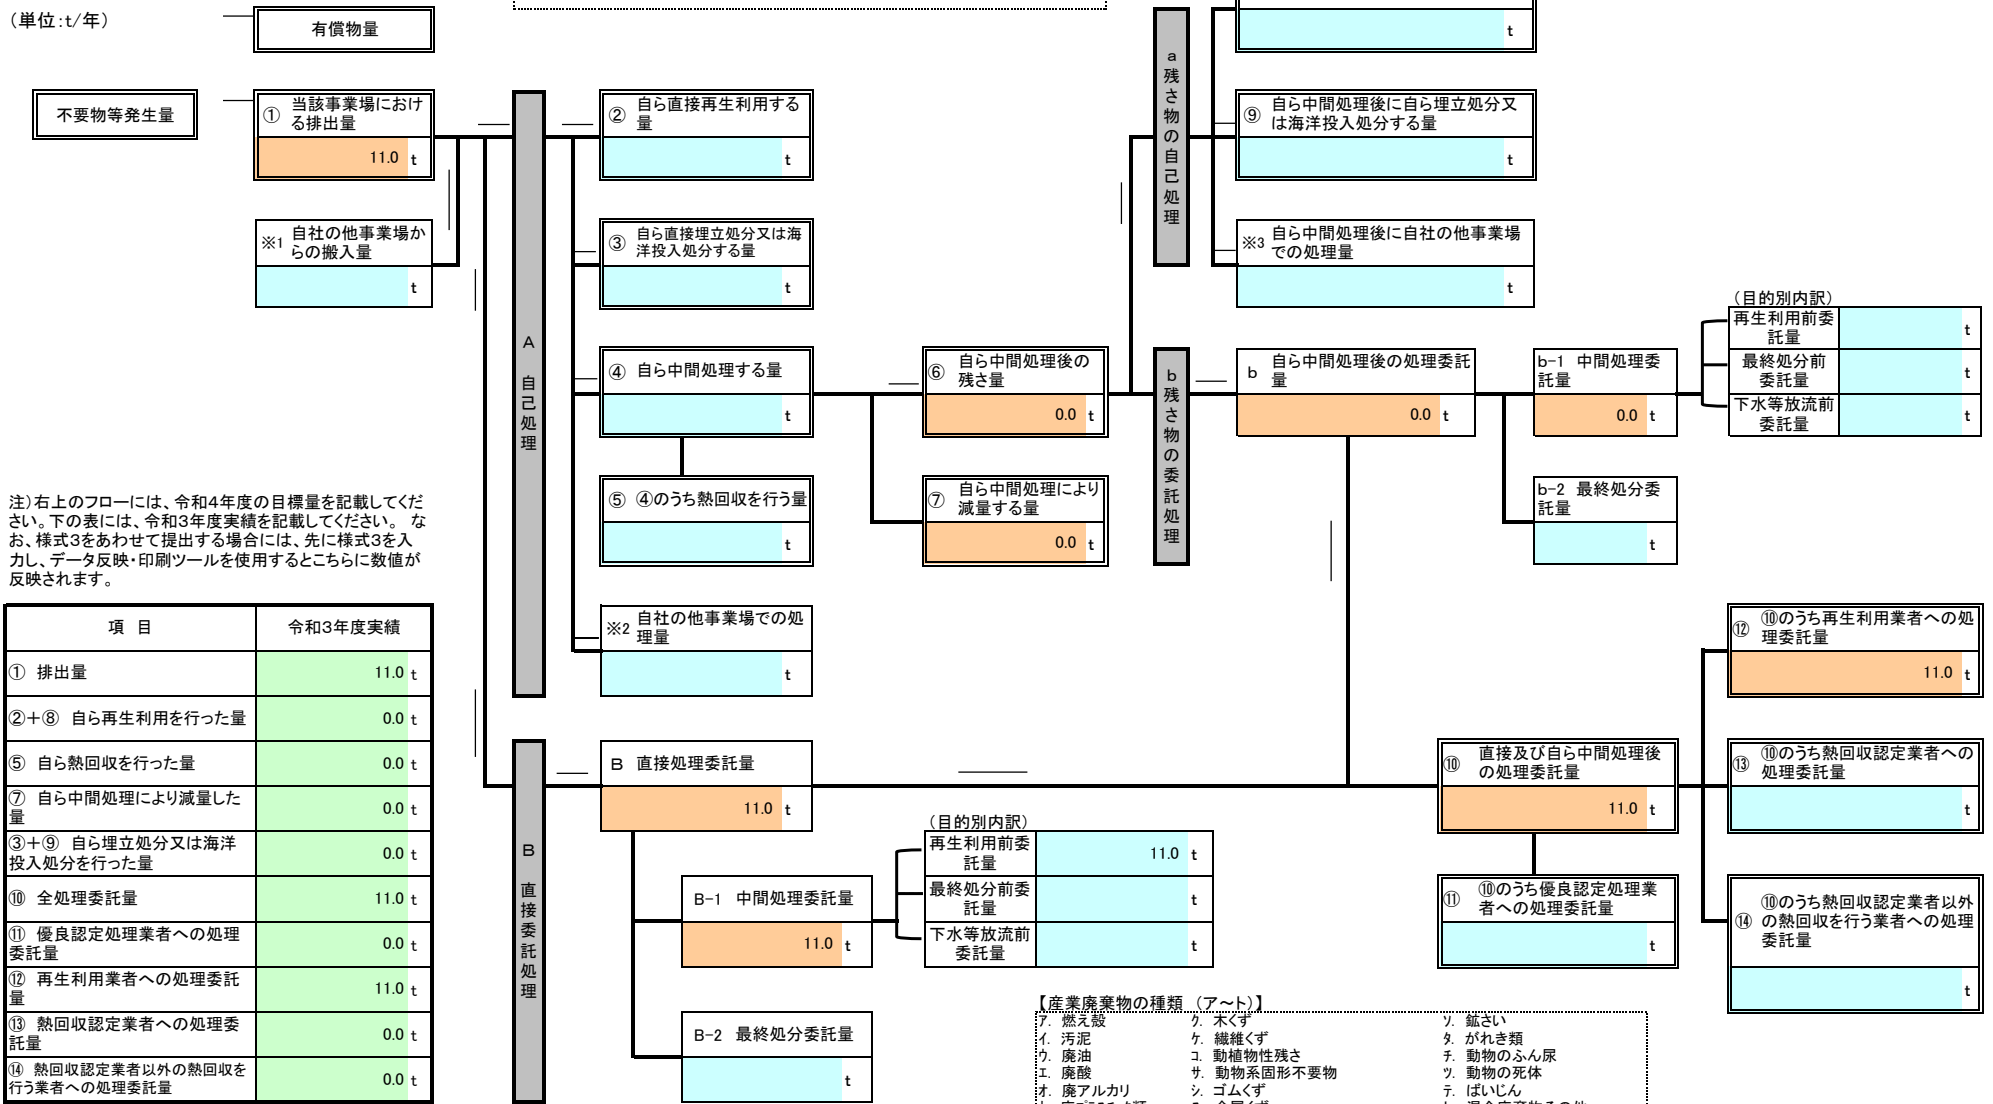 （単位：t/年）
有償物量
不要物等発生量
① 当該事業場におけ
る排出量
11.0 t
※1 自社の他事業場か
らの搬入量
t
A 自己処理
② 自ら直接再生利用する
量
t
③ 自ら直接埋立処分又は海
洋投入処分する量
t
④ 自ら中間処理する量
t
⑤ ④のうち熱回収を行う量
t
※2 自社の他事業場での処
理量
t
⑥ 自ら中間処理後の
残さ量
0.0 t
⑦ 自ら中間処理により
減量する量
0.0 t
a 残さ物の自己処理
t
⑨ 自ら中間処理後に自ら埋立処分又
は海洋投入処分する量
t
※3 自ら中間処理後に自社の他事業場
での処理量
t
b 残さ物の委託処理
b 自ら中間処理後の処理委託
量
0.0 t
b-1 中間処理委
託量
0.0 t
b-2 最終処分委
託量
t
（目的別内訳）
再生利用前委
託量
t
最終処分前
委託量
t
下水等放流前
委託量
t
注）右上のフローには、令和４年度の目標量を記載してくだ
さい。下の表には、令和３年度実績を記載してください。 な
お、様式３をあわせて提出する場合には、先に様式３を入
力し、データ反映・印刷ツールを使用するとこちらに数値が
反映されます。
項 目 令和３年度実績
① 排出量 11.0 t
②＋⑧ 自ら再生利用を行った量 0.0 t
⑤ 自ら熱回収を行った量 0.0 t
⑦ 自ら中間処理により減量した
量 0.0 t
③＋⑨ 自ら埋立処分又は海洋
投入処分を行った量 0.0 t
⑩ 全処理委託量 11.0 t
⑪ 優良認定処理業者への処理
委託量 0.0 t
⑫ 再生利用業者への処理委託
量 11.0 t
⑬ 熱回収認定業者への処理委
託量 0.0 t
⑭ 熱回収認定業者以外の熱回収を
行う業者への処理委託量 0.0 t
B 直接委託処理
B 直接処理委託量
11.0 t
B-1 中間処理委託量
11.0 t
B-2 最終処分委託量
t
（目的別内訳）
再生利用前委
託量
11.0 t
最終処分前委
託量
t
下水等放流前
委託量
t
⑩ 直接及び自ら中間処理後
の処理委託量
11.0 t
⑪ ⑩のうち優良認定処理業
者への処理委託量
t
⑫ ⑩のうち再生利用業者への処
理委託量
11.0 t
⑬ ⑩のうち熱回収認定業者への
処理委託量
t
⑭ ⑩のうち熱回収認定業者以外
の熱回収を行う業者への処理
委託量
t
【産業廃棄物の種類 （ア～ト）】
ア. 燃え殻 ク. 木くず ソ. 鉱さい
イ. 汚泥 ケ. 繊維くず タ. がれき類
ウ. 廃油 コ. 動植物性残さ チ. 動物のふん尿
エ. 廃酸 サ. 動物系固形不要物 ツ. 動物の死体
オ. 廃アルカリ シ. ゴムくず テ. ばいじん